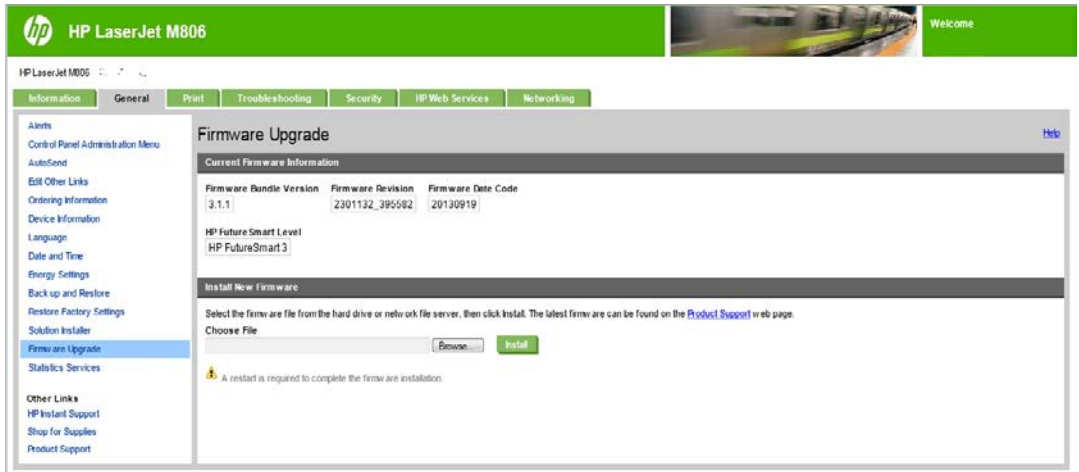 hp HP LaserJet M806
Welcome
HP LaserJet M806
Information General Print Troubleshooting Security HP Web Services Networking
Alerts
Control Panel Administration Menu
AutoSend
Edit Other Links
Ordering Information
Device Information
Language
Date and Time
Energy Settings
Back up and Restore
Restore Factory Settings
Solution Installer
Firmware Upgrade
Statistics Services
Other Links
HP Instant Support
Shop for Supplies
Product Support
Firmware Upgrade
Help
Current Firmware Information
Firmware Bundle Version Firmware Revision Firmware Date Code
3.1.1 2301132_395582 20130919
HP FutureSmart Level
HP FutureSmart 3
Install New Firmware
Select the firmware file from the hard drive or network file server, then click Install. The latest firmware can be found on the Product Support web page.
Choose File
Browse... Install
A restart is required to complete the firmware installation.